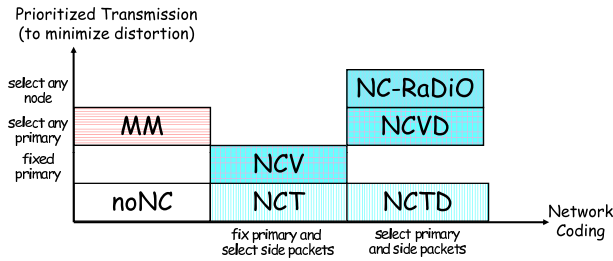 Prioritized Transmission
(to minimize distortion)
select any
node
NC-RaDiO
select any
primary
MM
NCVD
fixed
primary
NCV
noNC
NCT
NCTD
Network
Coding
fix primary and
select side packets
select primary
and side packets